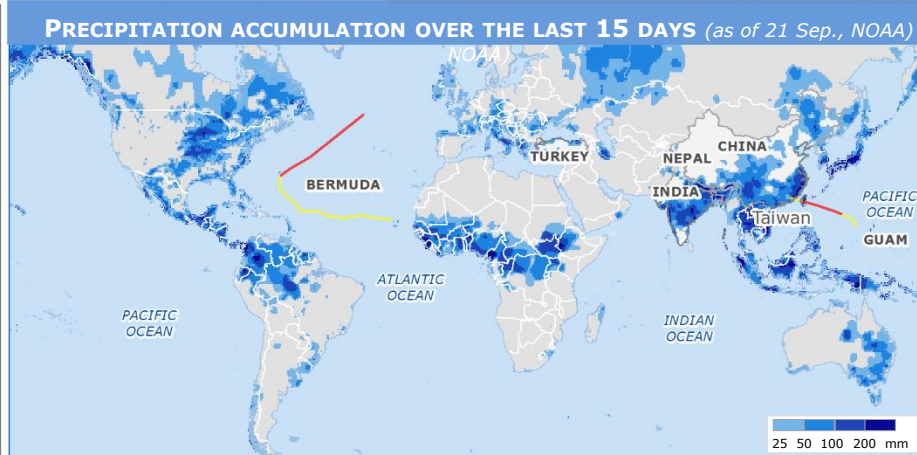 PRECIPITATION ACCUMULATION OVER THE LAST 15 DAYS (as of 21 Sep., NOAA)
NOAA)
TURKEY
CHINA
NEPAL
BERMUDA
INDIA
PACIFIC
OCEAN
Taiwan
GUAM
ATLANTIC
OCEAN
PACIFIC
OCEAN
INDIAN
OCEAN
25 50 100 200 mm